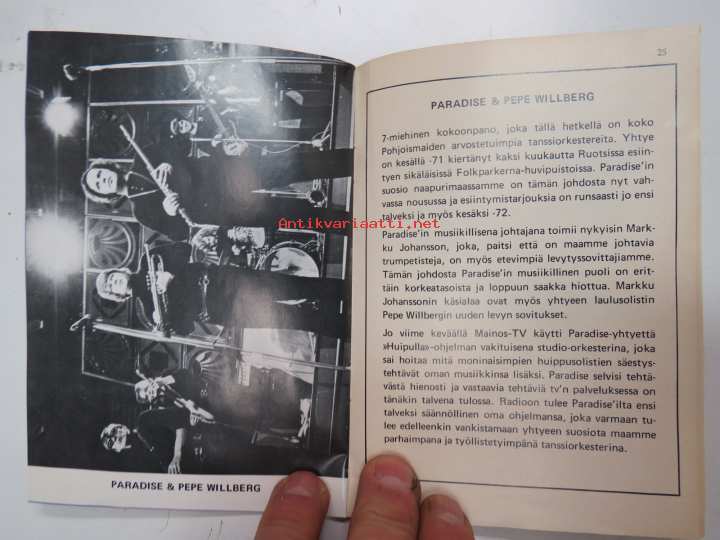 PARADISE & PEPE WILLBERG
25
PARADISE & PEPE WILLBERG
7-miehinen kokoonpano, joka tällä hetkellä on koko
Pohjoismaiden arvostetuimpia tanssiorkestereita. Yhtye
on kesällä -71 kiertänyt kaksi kuukautta Ruotsissa esiin-
tyen sikäläisissä Folkparkerna-huvipuistoissa. Paradise'in
suosio naapurimaassamme on tämän johdosta nyt vah-
vassa nousussa ja esiintymistarjouksia on runsaasti jo ensi
talveksi ja myös kesäksi -72.
Paradise'in musiikillisena johtajana toimii nykyisin Mark-
ku Johansson, joka, paitsi että on maamme johtavia
trumpetisteja, on myös etevimpiä levytyssovittajiamme.
Tämän johdosta Paradise'in musiikillinen puoli on erit-
täin korkeatasoista ja loppuun saakka hiottua. Markku
Johanssonin käsialaa ovat myös yhtyeen laulusolistin
Pepe Willbergin uuden levyn sovitukset.
Jo viime keväällä Mainos-TV käytti Paradise-yhtyettä
»Huipulla»-ohjelman vakituisena studio-orkesterina, joka
sai hoitaa mitä moninaisimpien huippusolistien säestys-
tehtävät oman musiikkinsa lisäksi. Paradise selvisi tehtä-
västä hienosti ja vastaavia tehtäviä tv'n palveluksessa on
tänäkin talvena tulossa. Radioon tulee Paradise'ilta ensi
talveksi säännöllinen oma ohjelmansa, joka varmaan tu-
lee edelleenkin vankistamaan yhtyeen suosiota maamme
parhaimpana ja työllistetyimpänä tanssiorkesterina.
Antikvariaatti.net